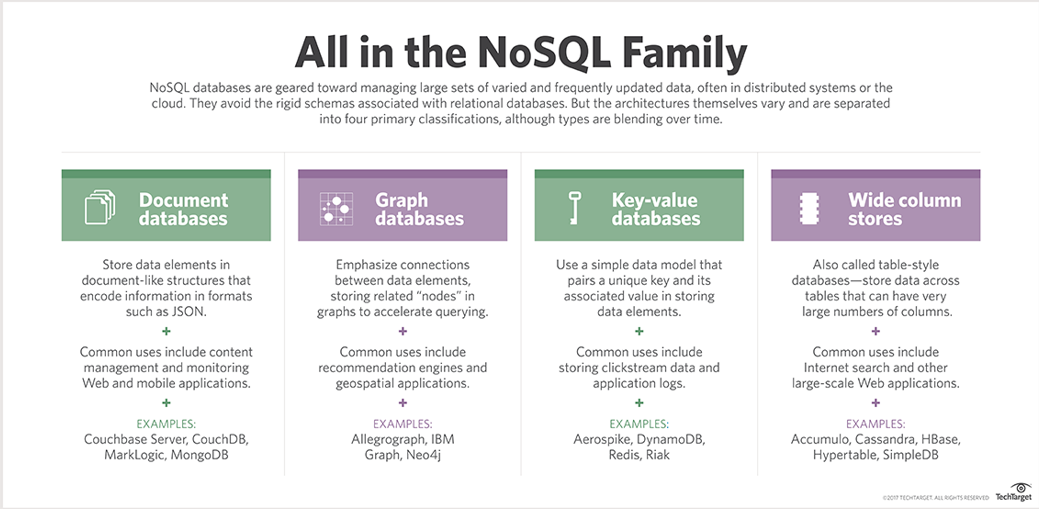 All in the NoSQL Family
NoSQL databases are geared toward managing large sets of varied and frequently updated data, often in distributed systems or the
cloud. They avoid the rigid schemas associated with relational databases. But the architectures themselves vary and are separated
into four primary classifications, although types are blending over time.
Document
databases
Store data elements in
document-like structures that
encode information in formats
such as JSON.
+
Common uses include content
management and monitoring
Web and mobile applications.
+
EXAMPLES:
Couchbase Server, CouchDB,
MarkLogic, MongoDB
Graph
databases
Emphasize connections
between data elements,
storing related “nodes” in
graphs to accelerate querying.
+
Common uses include
recommendation engines and
geospatial applications.
+
EXAMPLES:
Allegrograph, IBM
Graph, Neo4j
Key-value
databases
Use a simple data model that
pairs a unique key and its
associated value in storing
data elements.
+
Common uses include
storing clickstream data and
application logs.
+
EXAMPLES:
Aerospike, DynamoDB,
Redis, Riak
Wide column
stores
Also called table-style
databases—store data across
tables that can have very
large numbers of columns.
+
Common uses include
Internet search and other
large-scale Web applications.
+
EXAMPLES:
Accumulo, Cassandra, HBase,
Hypertable, SimpleDB
©2017 TECHTARGET. ALL RIGHTS RESERVED
TechTarget